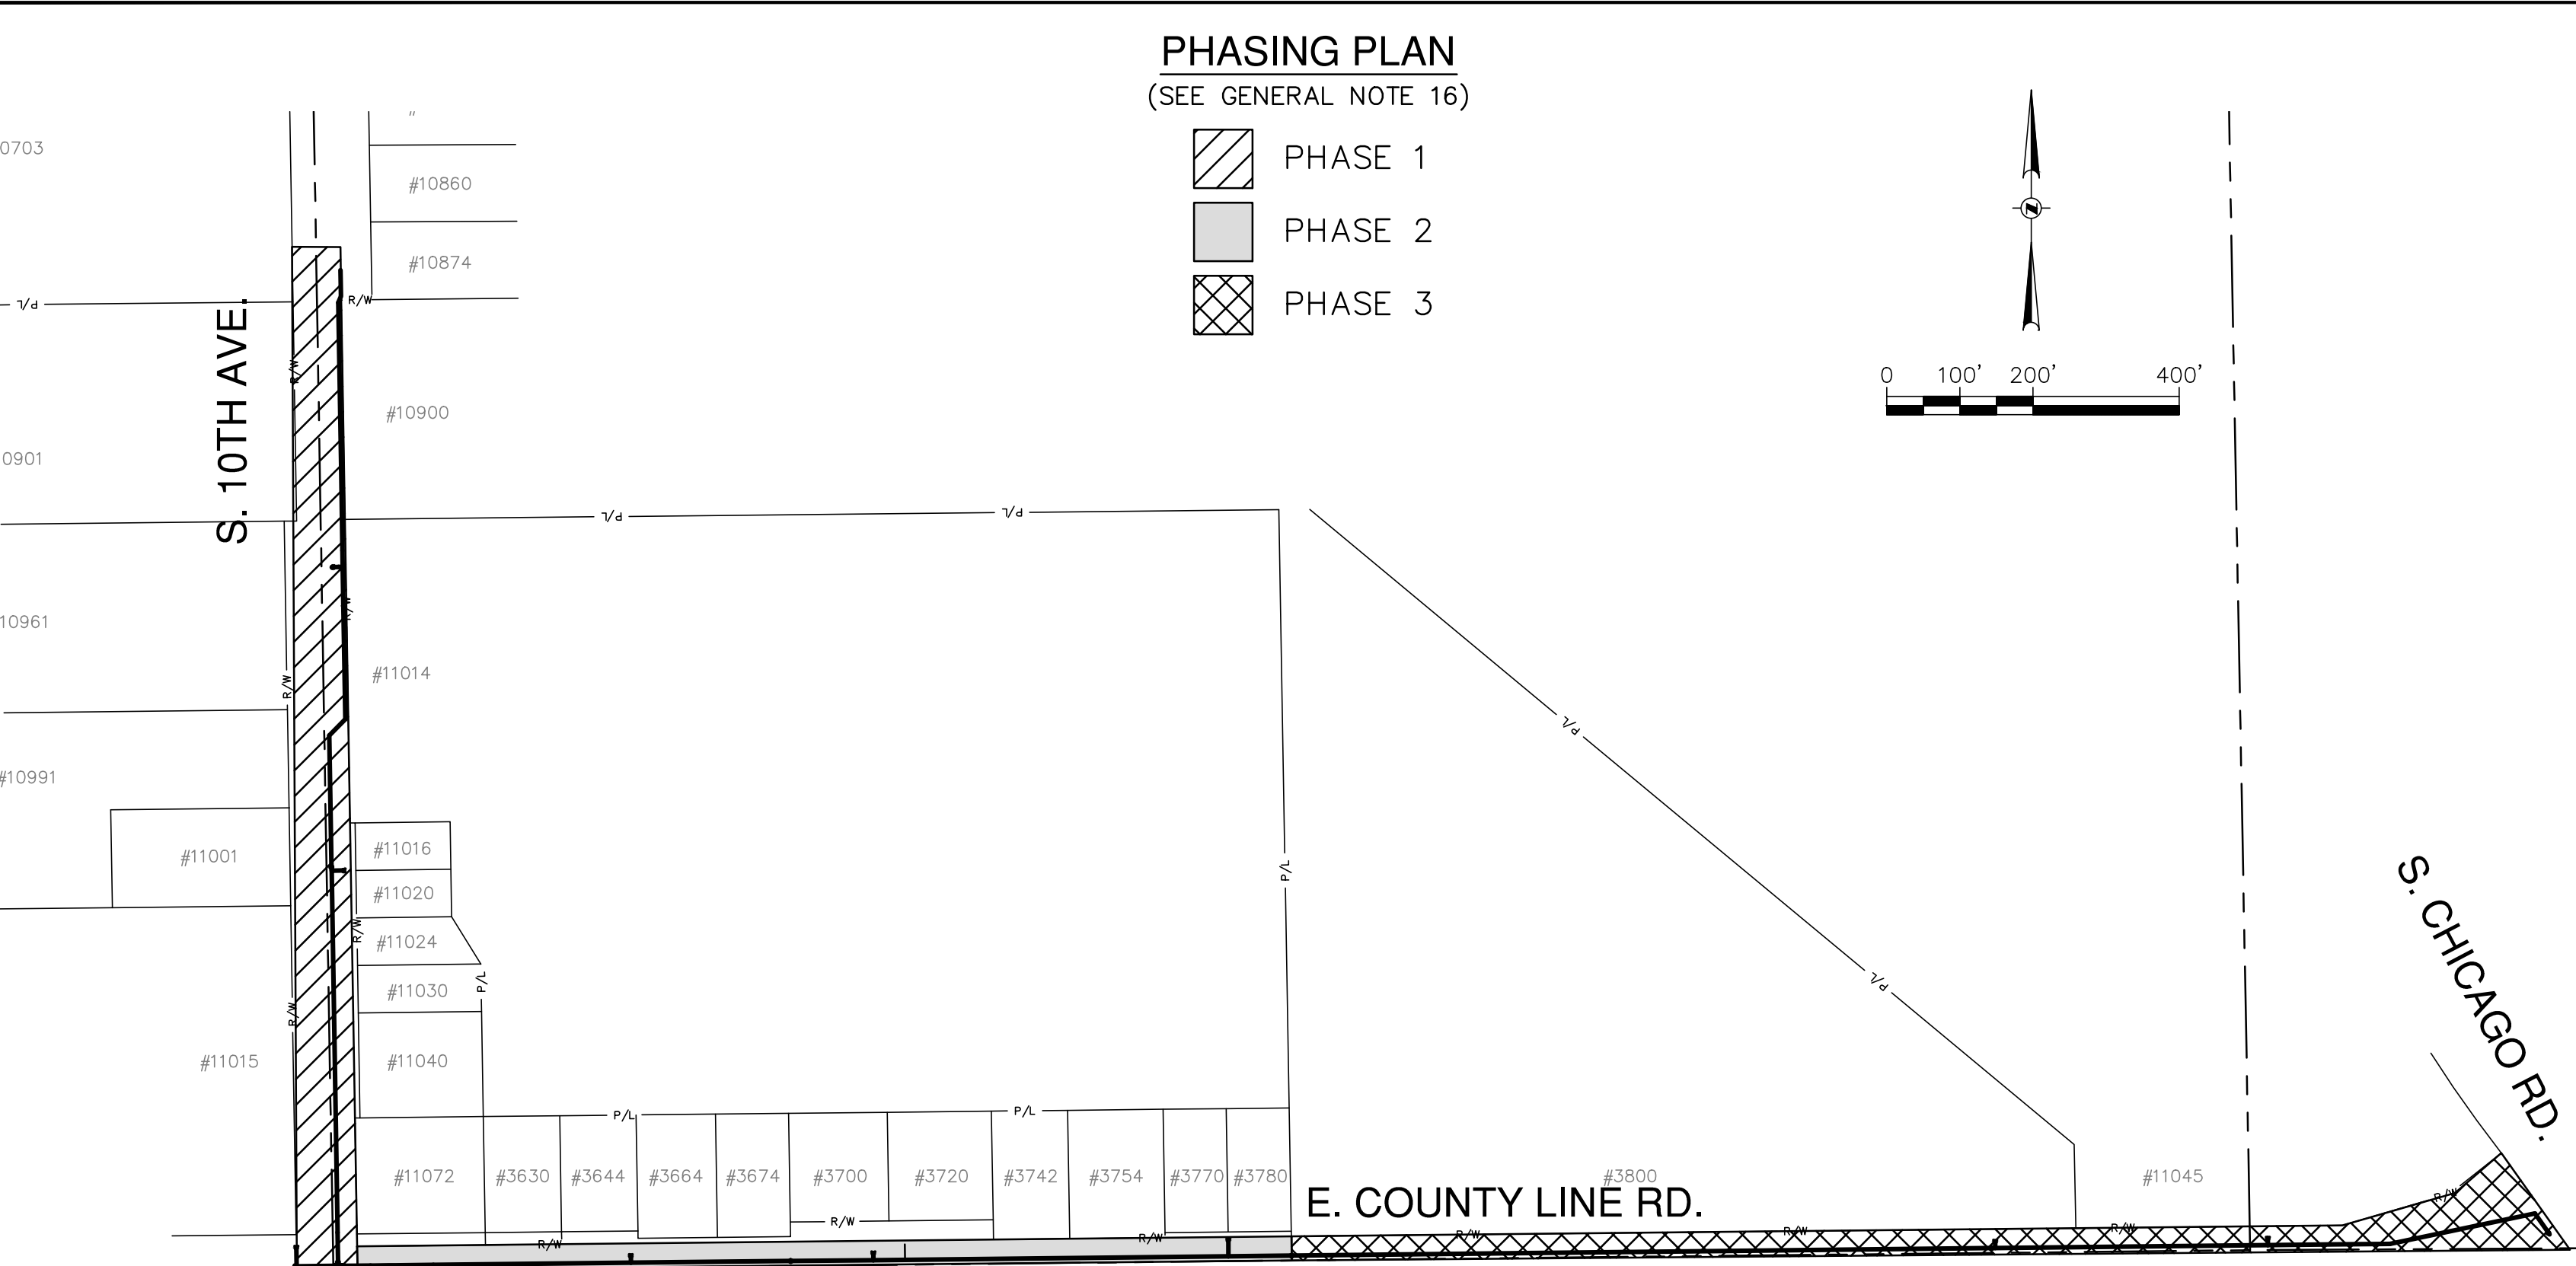 PHASING PLAN
(SEE GENERAL NOTE 16)
PHASE 1
PHASE 2
PHASE 3
0 100' 200' 400'
0703
#10860
#10874
P/L
R/W
S. 10TH AVE.
R/W
#10900
0901
P/L
P/L
10961
R/W
#11014
R/W
P/L
#10991
#11001
#11016
#11020
P/L
R/W
#11024
P/L
#11030
P/L
R/W
#11015
#11040
S. CHICAGO RD.
P/L
P/L
#11072
#3630
#3644
#3664
#3674
#3700
#3720
#3742
#3754
#3770
#3780
#3800
#11045
E. COUNTY LINE RD.
R/W
R/W
R/W
R/W
R/W
R/W
R/W